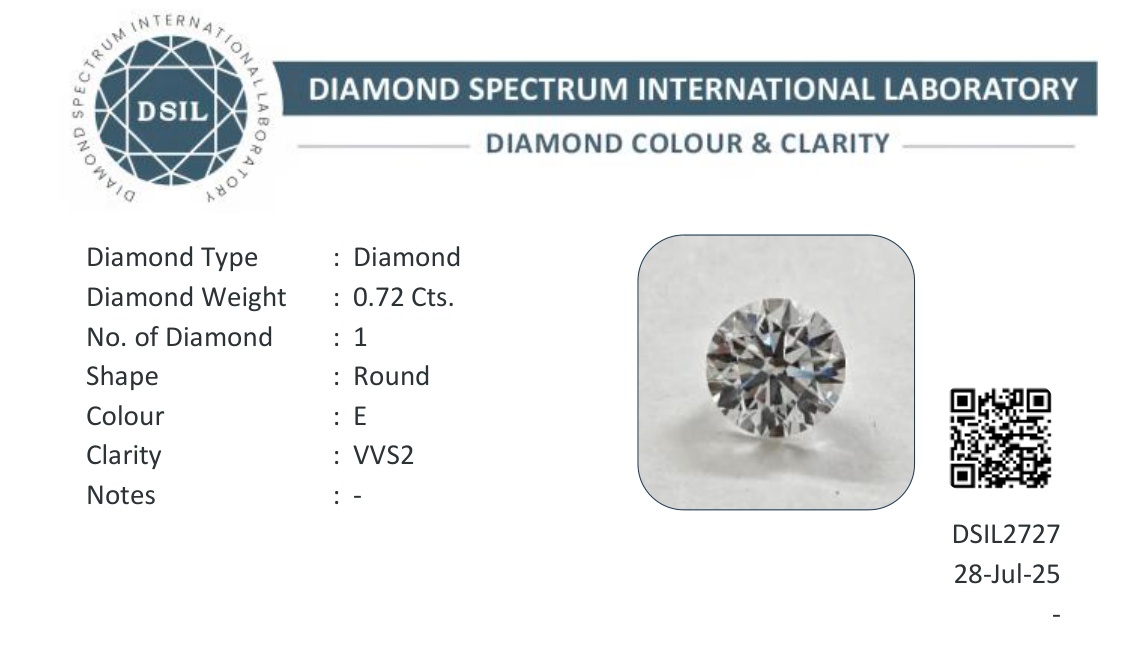 DIAMOND SPECTRUM INTERNATIONAL LABORATORY
DSIL
DIAMOND SPECTRUM INTERNATIONAL LABORATORY
DIAMOND COLOUR & CLARITY
Diamond Type : Diamond
Diamond Weight : 0.72 Cts.
No. of Diamond : 1
Shape : Round
Colour : E
Clarity : VVS2
Notes : -
DSIL2727
28-Jul-25
-